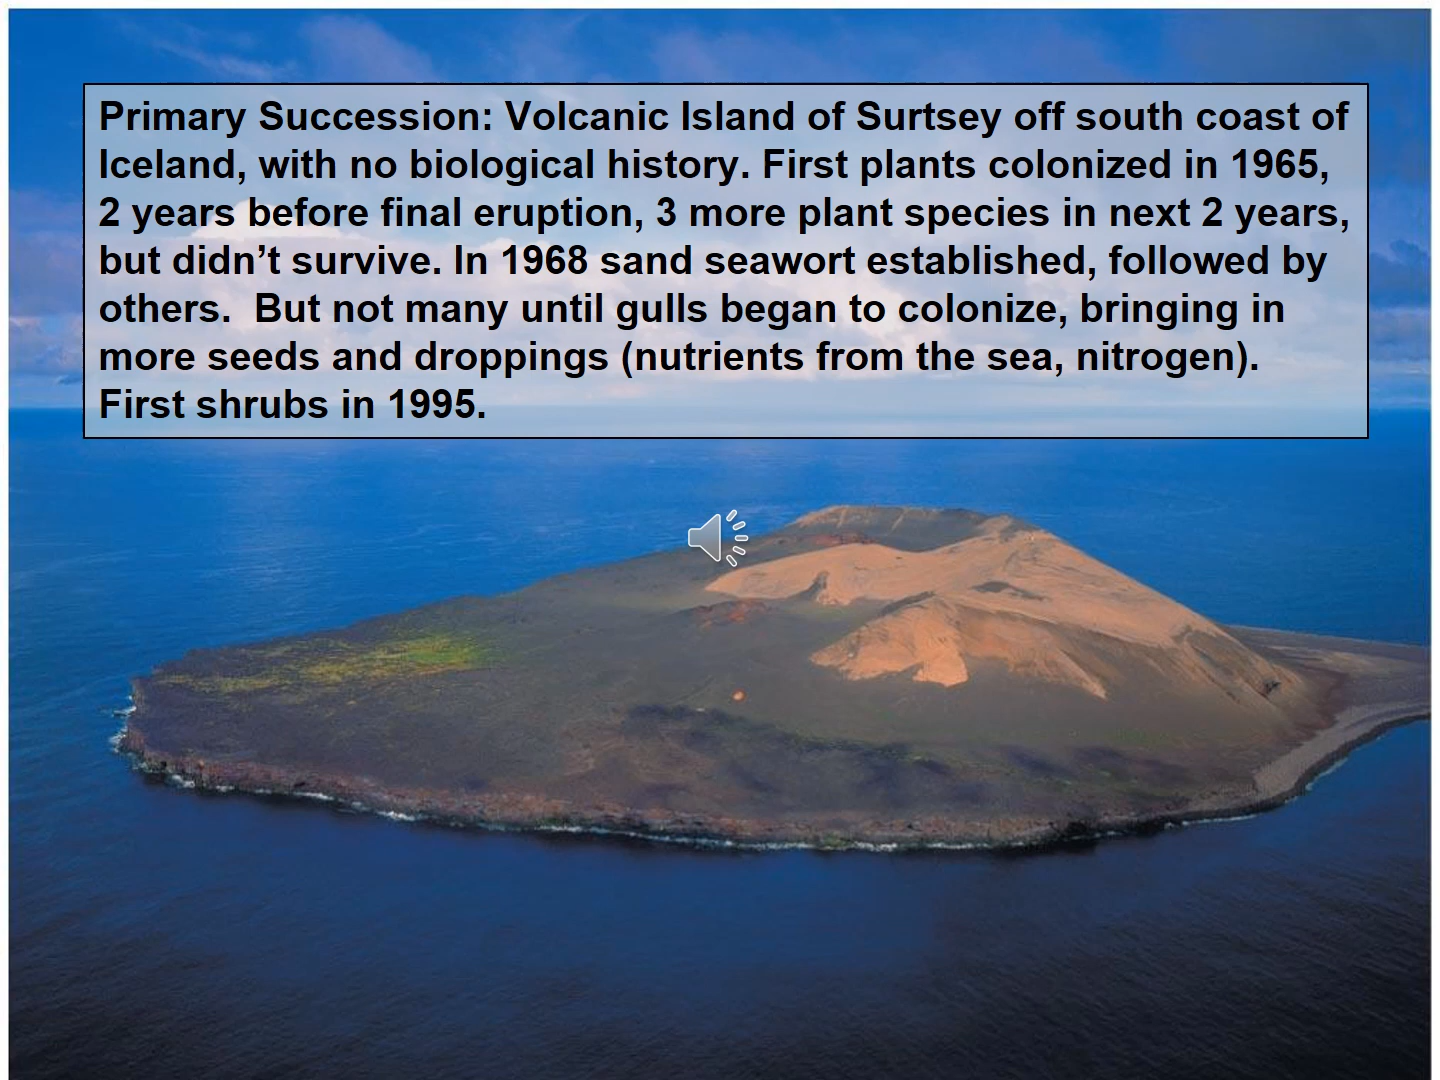 Primary Succession: Volcanic Island of Surtsey off south coast of
Iceland, with no biological history. First plants colonized in 1965,
2 years before final eruption, 3 more plant species in next 2 years,
but didn’t survive. In 1968 sand seawort established, followed by
others.  But not many until gulls began to colonize, bringing in
more seeds and droppings (nutrients from the sea, nitrogen).
First shrubs in 1995.